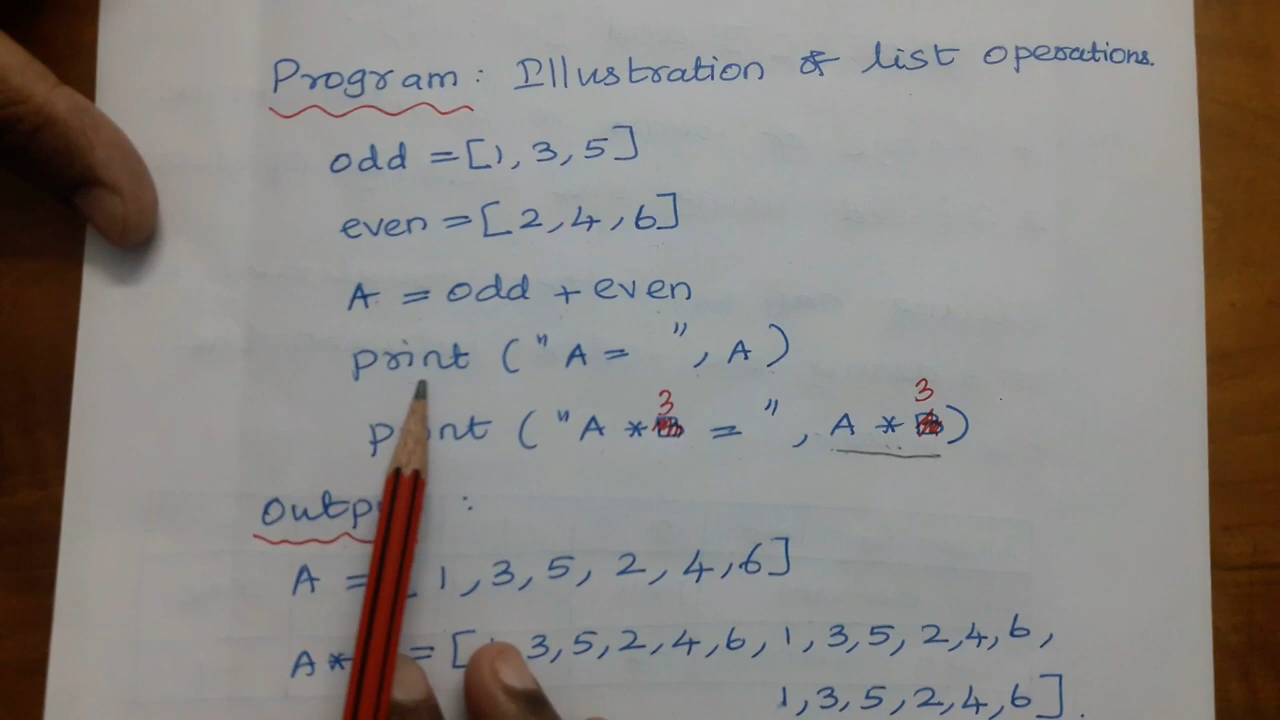 Program: Illustration of list operations.
odd = [1, 3, 5]
even = [2, 4, 6]
A = odd + even
print (" A = ", A)
print ("A * 3 = ", A * 3)
:
A = 1, 3, 5, 2, 4, 6]
A* = [ 3, 5, 2, 4, 6, 1, 3, 5, 2, 4, 6,
1, 3, 5, 2, 4, 6].